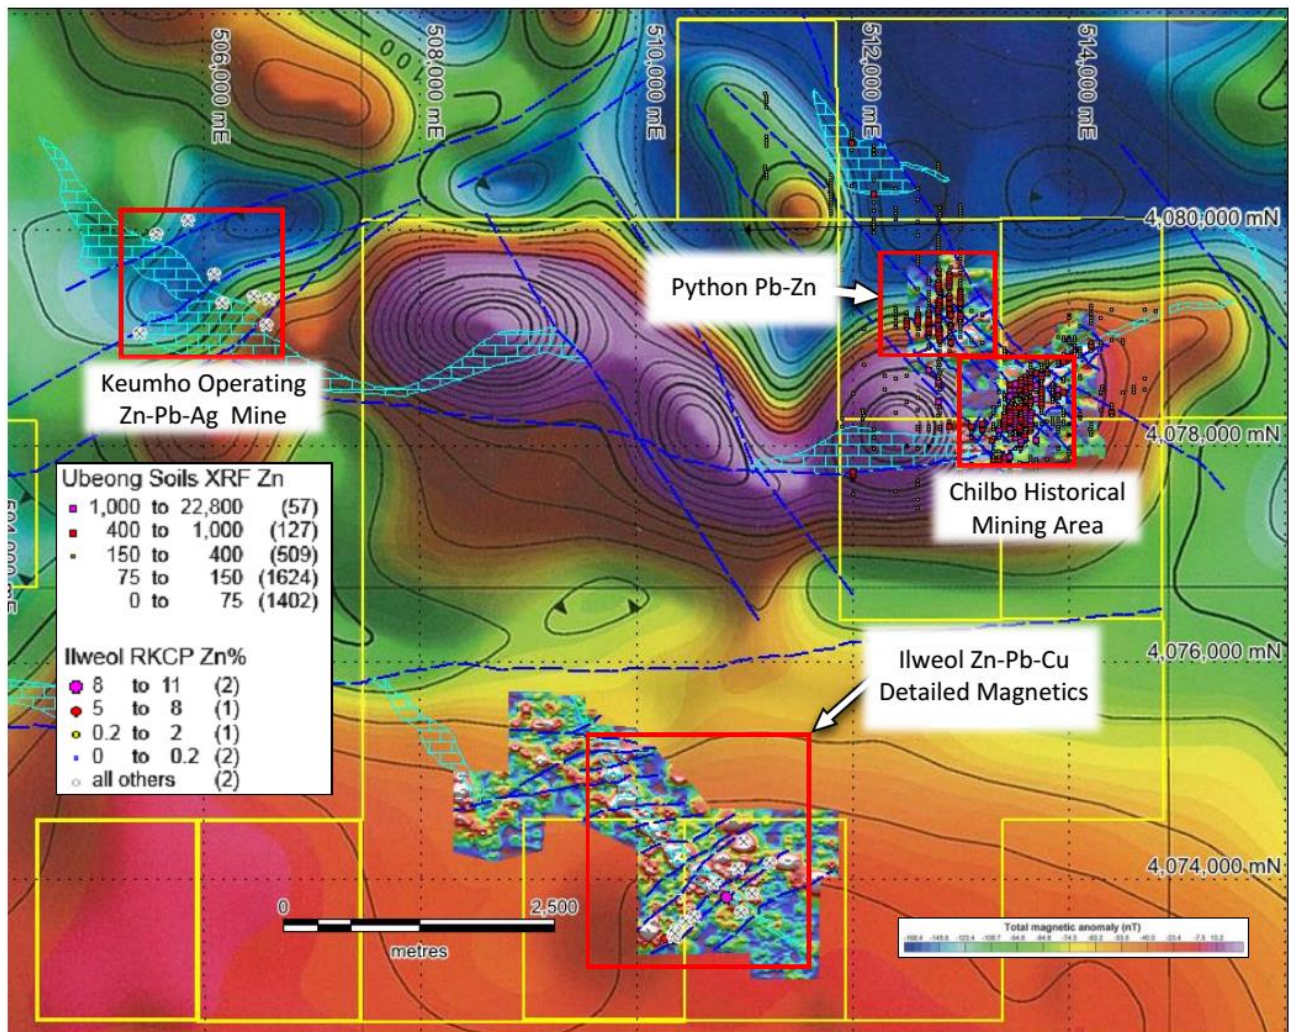 506,000 mE
508,000 mE
510,000 mE
512,000 mE
514,000 mE
100
4,080,000 mN
Python Pb-Zn
Keumho Operating
Zn-Pb-Ag Mine
4,078,000 mN
Chilbo Historical
Mining Area
Ubeong Soils XRF Zn
1,000 to 22,800 (57)
400 to 1,000 (127)
150 to 400 (509)
75 to 150 (1624)
0 to 75 (1402)
504,000 mE
Ilweol RKCP Zn%
8 to 11 (2)
5 to 8 (1)
0.2 to 2 (1)
0 to 0.2 (2)
all others (2)
4,076,000 mN
Ilweol Zn-Pb-Cu
Detailed Magnetics
4,074,000 mN
0 2,500
metres
Total magnetic anomaly (nT)